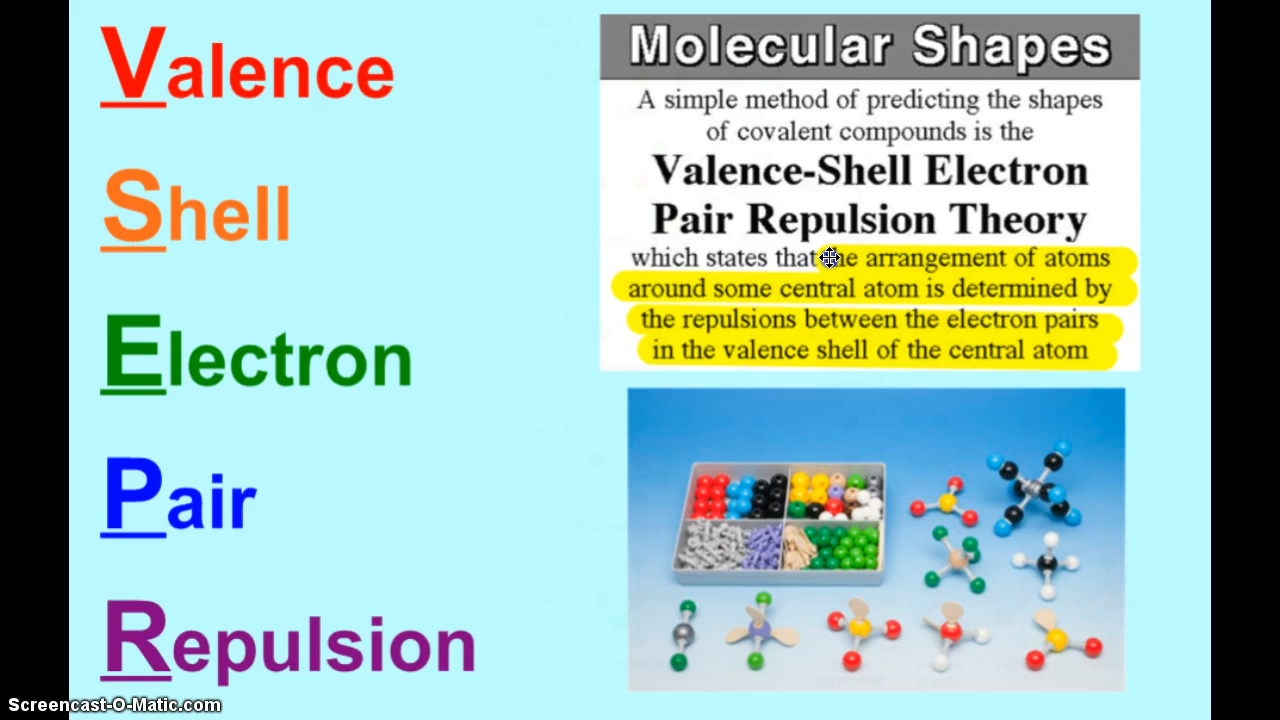 Valence
Shell
Electron
Pair
Repulsion
Molecular Shapes
A simple method of predicting the shapes
of covalent compounds is the
Valence-Shell Electron
Pair Repulsion Theory
which states that the arrangement of atoms
around some central atom is determined by
the repulsions between the electron pairs
in the valence shell of the central atom
Screencast-O-Matic.com